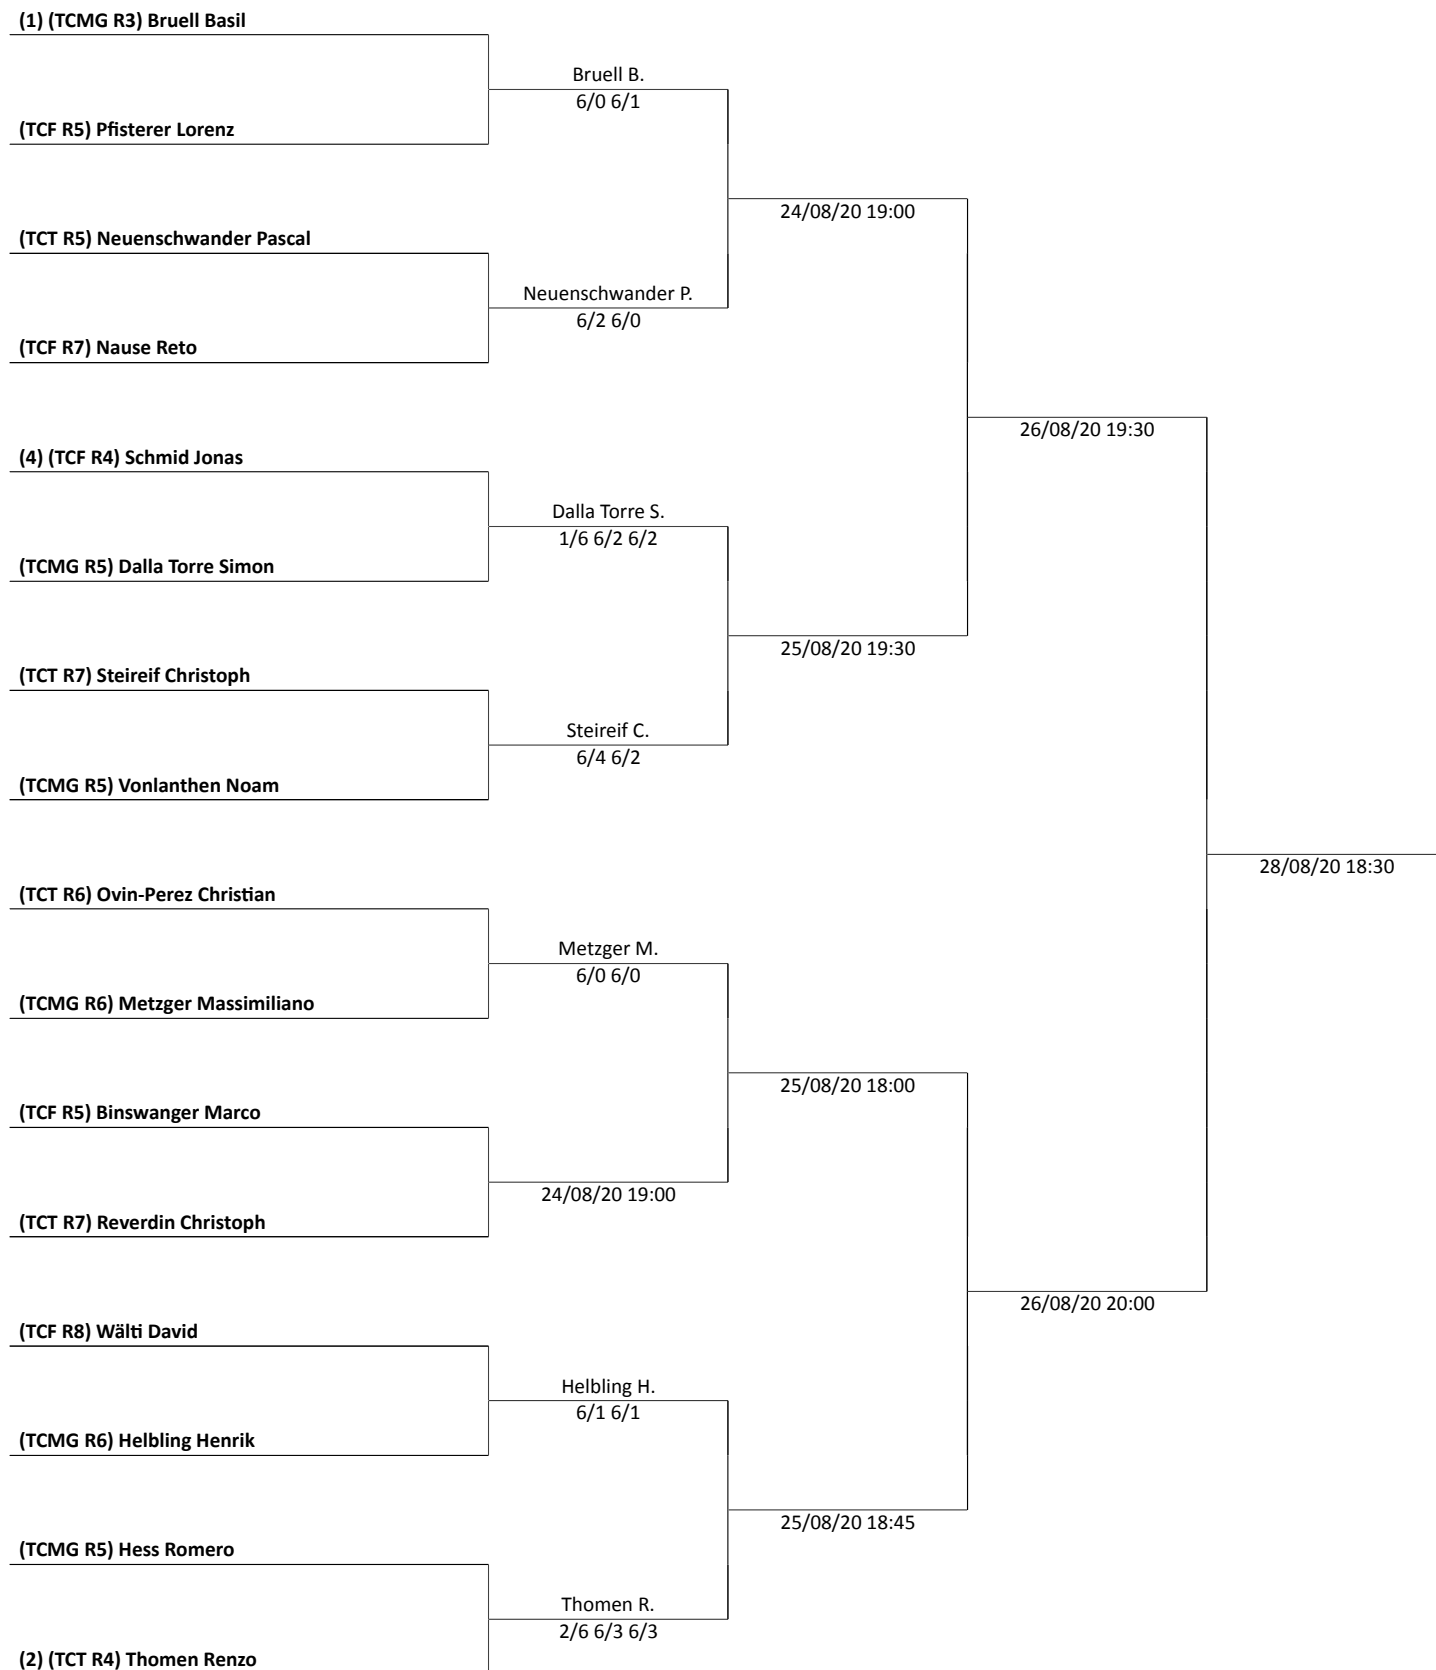 (1) (TCMG R3) Bruell Basil
Bruell B.
6/0 6/1
(TCF R5) Pfisterer Lorenz
24/08/20 19:00
(TCT R5) Neuenschwander Pascal
Neuenschwander P.
6/2 6/0
(TCF R7) Nause Reto
26/08/20 19:30
(4) (TCF R4) Schmid Jonas
Dalla Torre S.
1/6 6/2 6/2
(TCMG R5) Dalla Torre Simon
25/08/20 19:30
(TCT R7) Steireif Christoph
Steireif C.
6/4 6/2
(TCMG R5) Vonlanthen Noam
28/08/20 18:30
(TCT R6) Ovin-Perez Christian
Metzger M.
6/0 6/0
(TCMG R6) Metzger Massimiliano
25/08/20 18:00
(TCF R5) Binswanger Marco
24/08/20 19:00
(TCT R7) Reverdin Christoph
26/08/20 20:00
(TCF R8) Wälti David
Helbling H.
6/1 6/1
(TCMG R6) Helbling Henrik
25/08/20 18:45
(TCMG R5) Hess Romero
Thomen R.
2/6 6/3 6/3
(2) (TCT R4) Thomen Renzo